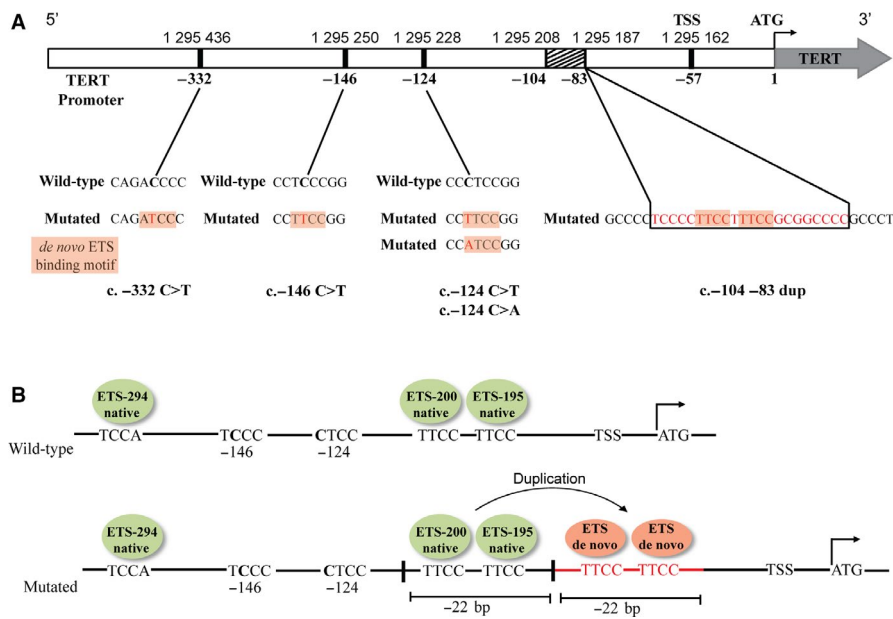 A
5’ TSS ATG 3’
1 295 436 1 295 250 1 295 228 1 295 208 1 295 187 1 295 162
TERT
TERT Promoter
−332 −146 −124 −104 −83 −57 1
Wild-type CAGACCCC Wild-type CCTCCCGG Wild-type CCCTCCGG
Mutated CAGATCCC Mutated CCTTCCGG Mutated CCTTCCGG Mutated GCCCCTCCCCTTCCTTTCCGCGGCCCCGCCCT
Mutated CCATCCGG
de novo ETS
binding motif
c. −332 C>T c.−146 C>T c.−124 C>T c.−104 −83 dup
c.−124 C>A
B
ETS-294 native ETS-200 native ETS-195 native
TCCA TCCC CTCC TTCC TTCC TSS ATG
Wild-type
−146 −124
Duplication
ETS-294 native ETS-200 native ETS-195 native ETS de novo ETS de novo
TCCA TCCC CTCC TTCC TTCC TTCC TTCC TSS ATG
Mutated
−146 −124
−22 bp −22 bp